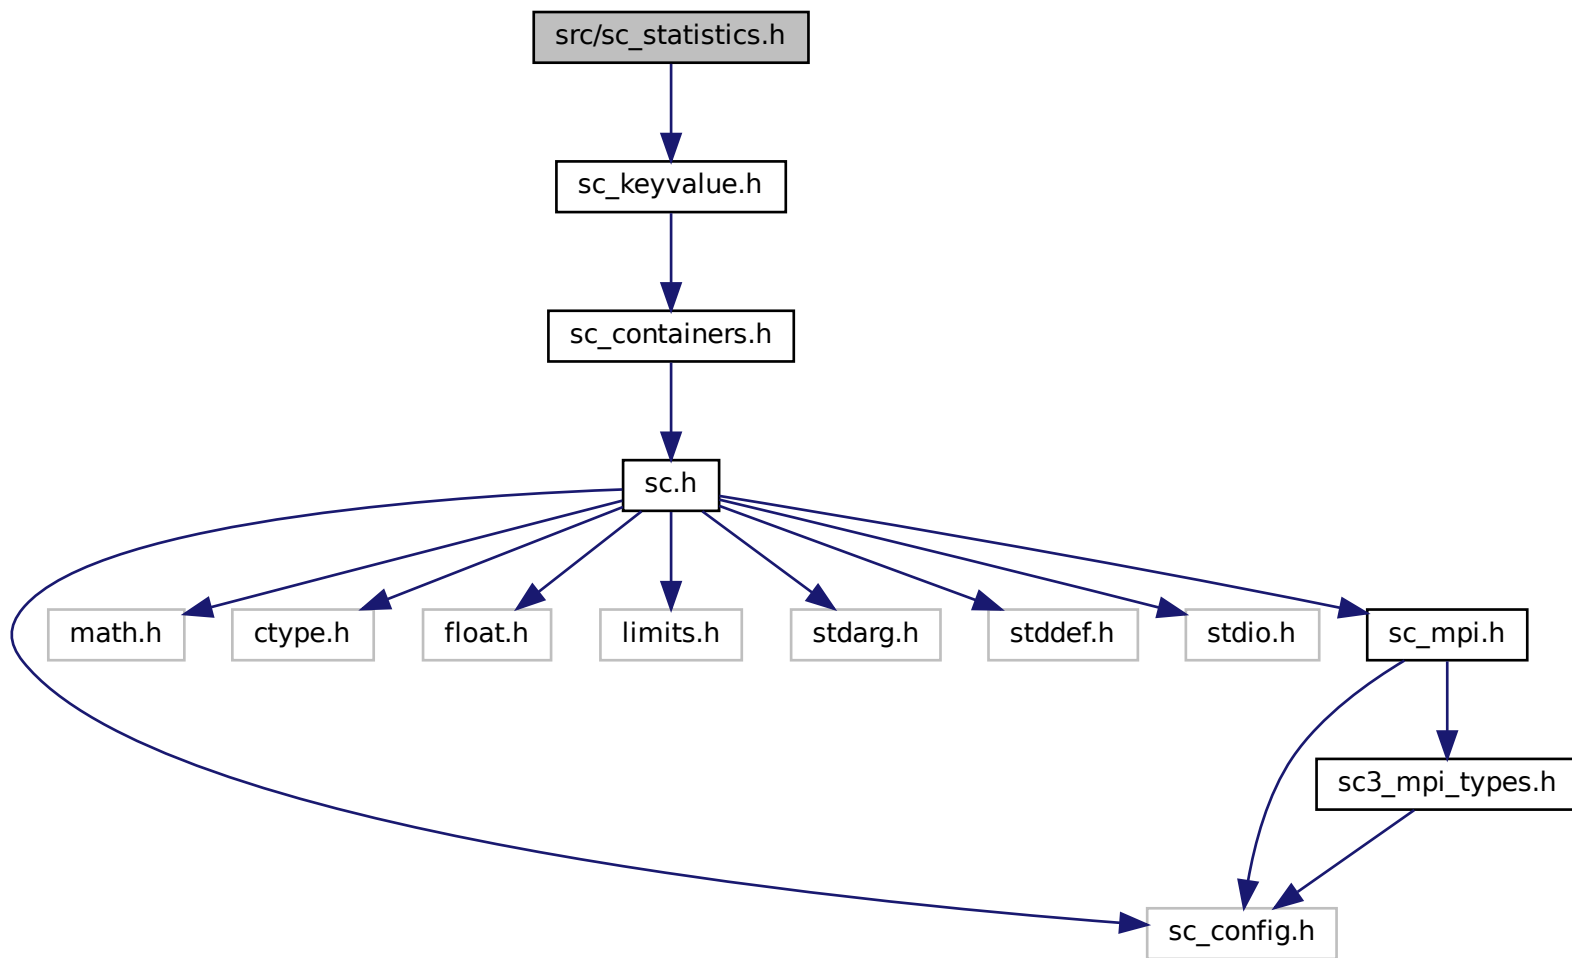 src/sc_statistics.h
sc_keyvalue.h
sc_containers.h
sc.h
math.h
ctype.h
float.h
limits.h
stdarg.h
stddef.h
stdio.h
sc_mpi.h
sc3_mpi_types.h
sc_config.h